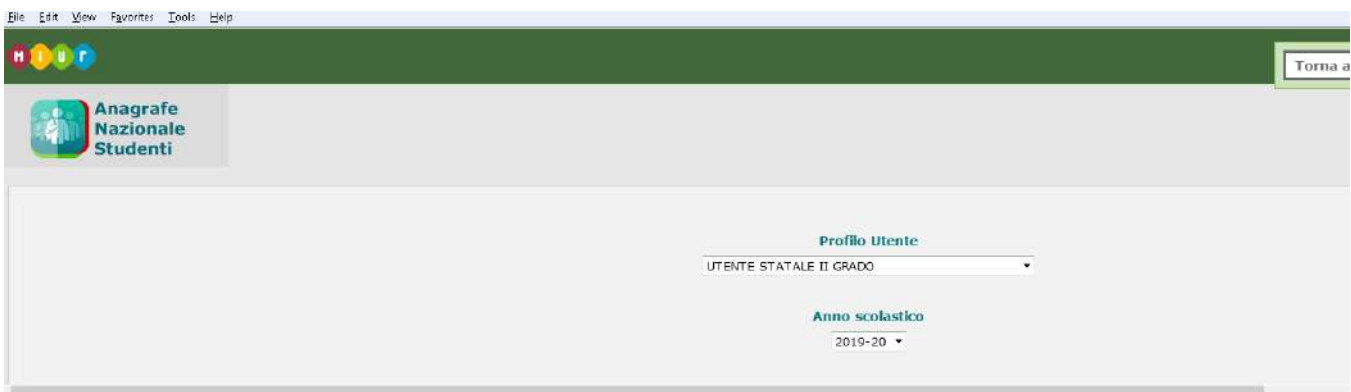 File Edit View Favorites Tools Help
MIUr
Torna a
Anagrafe
Nazionale
Studenti
Profilo Utente
UTENTE STATALE II GRADO
Anno scolastico
2019-20